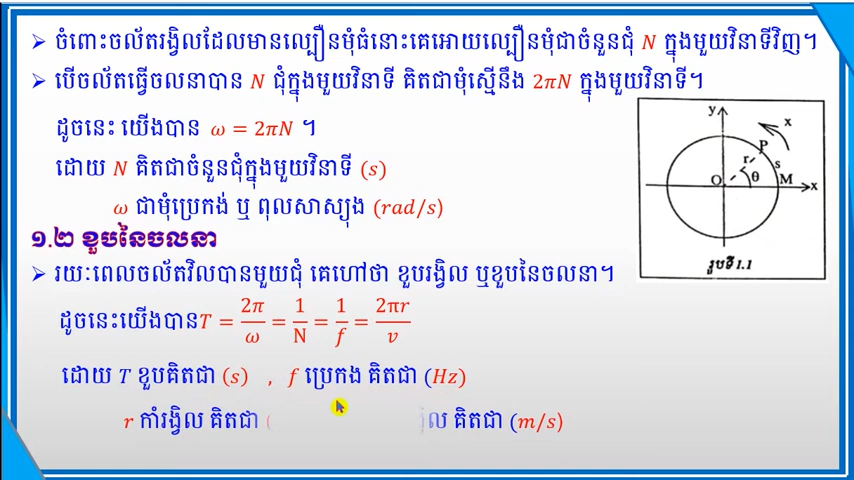 ➢ ចំពោះចល័តរង្វិលដែលមានល្បឿនមុំធំនោះគេអោយល្បឿនមុំជាចំនួនជុំ N ក្នុងមួយវិនាទីវិញ។
➢ បើចល័តធ្វើចលនាបាន N ជុំក្នុងមួយវិនាទី គិតជាមុំស្មើនឹង 2πN ក្នុងមួយវិនាទី។
ដូចនេះ យើងបាន ω = 2πN ។
ដោយ N គិតជាចំនួនជុំក្នុងមួយវិនាទី (s)
ω ជាមុំប្រេកង់ ឬ ពុលសាស្យុង (rad/s)
១.២ ខួបនៃចលនា
➢ រយៈពេលចល័តវិលបានមួយជុំ គេហៅថា ខួបរង្វិល ឬខួបនៃចលនា។
ដូចនេះយើងបាន T = 2π/ω = 1/N = 1/f = 2πr/v
ដោយ T ខួបគិតជា (s) , f ប្រេកង គិតជា (Hz)
r កាំរង្វិល គិតជា ( ល គិតជា (m/s)
y
x
P
r
s
O
θ
M
x
រូបទី 1.1